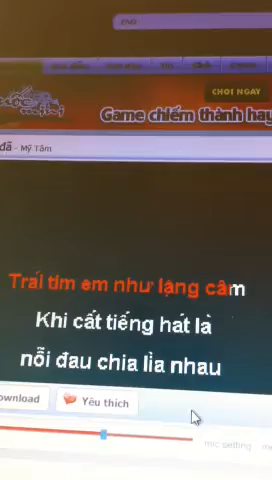 CHƠI NGAY
Game chiếm thành hay
đã - Mỹ Tâm
Trái tim em như lặng câm
Khi cất tiếng hát là
nỗi đau chia lìa nhau
ownload
Yêu thích
mic setting